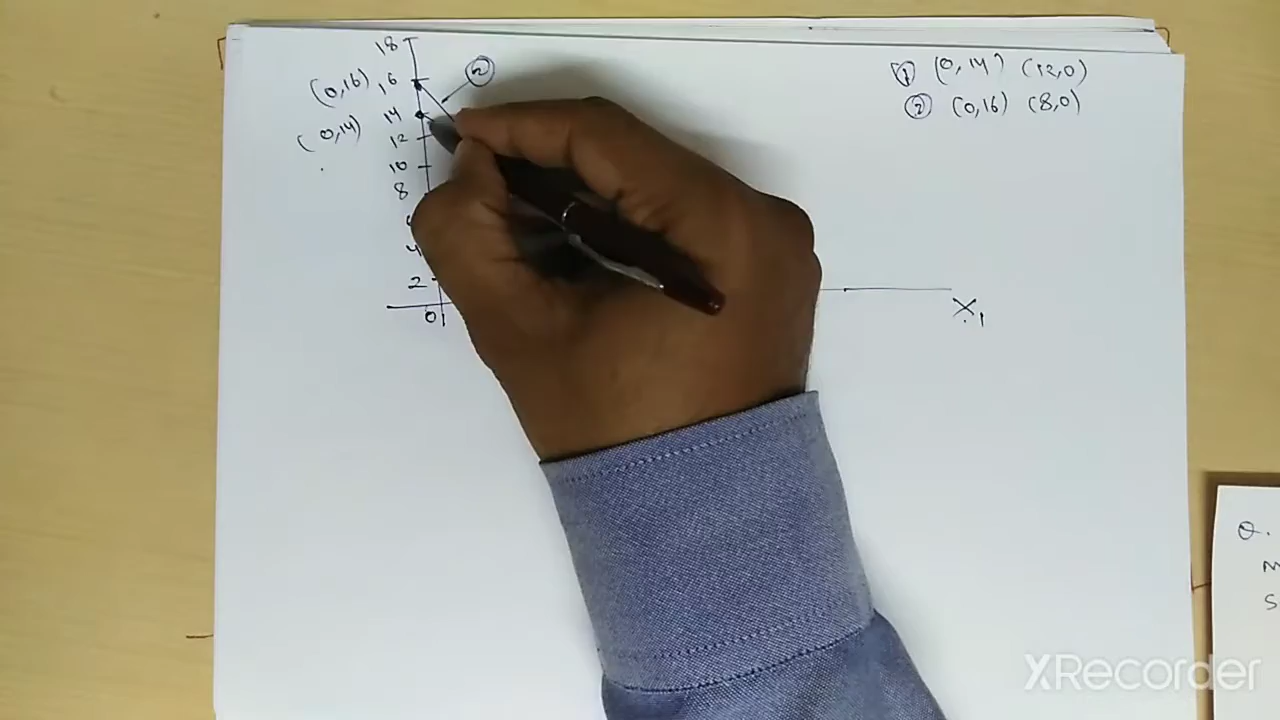 18
(0,16) 16
2
(0,14) 14
12
10
8
4
2
0
X1
1 (0,14) (12,0)
2 (0,16) (8,0)
Q.
XRecorder